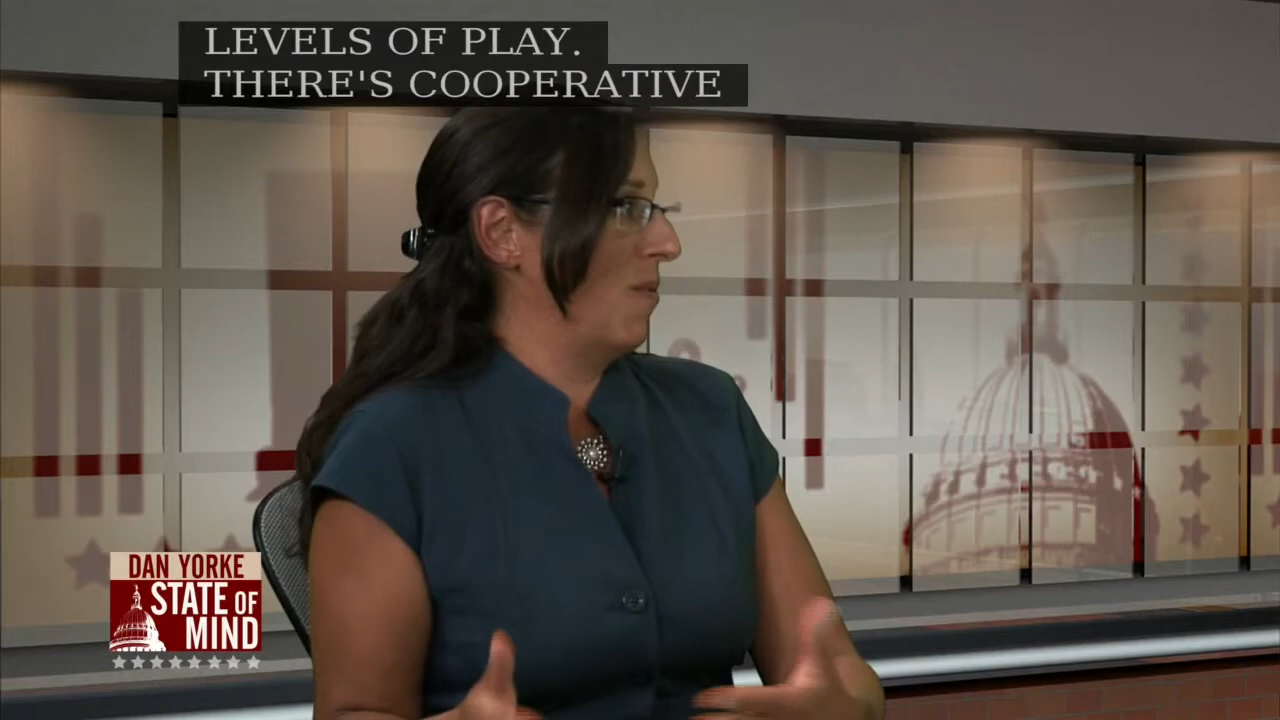 LEVELS OF PLAY.
THERE'S COOPERATIVE
DAN YORKE
STATE OF
MIND